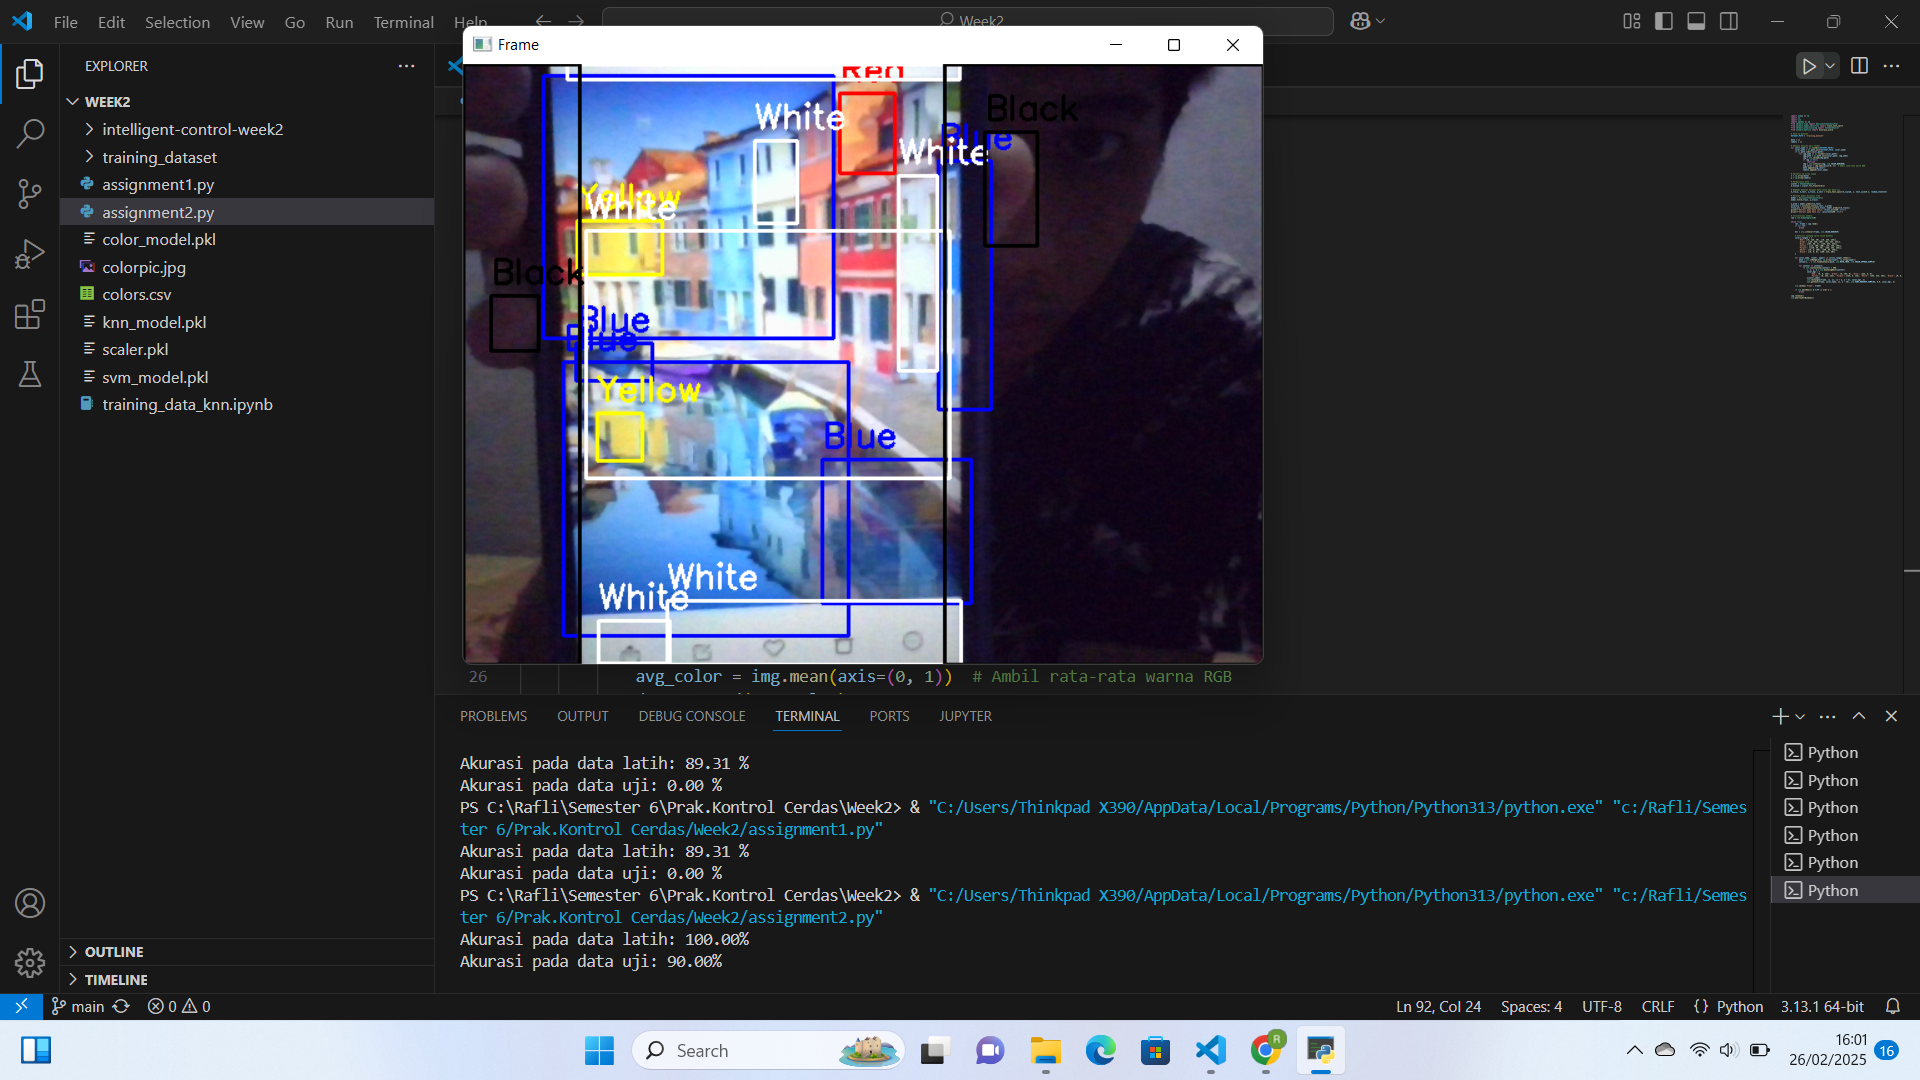 File Edit Selection View Go Run Terminal Help
Week2
Frame
EXPLORER
WEEK2
intelligent-control-week2
training_dataset
assignment1.py
assignment2.py
color_model.pkl
colorpic.jpg
colors.csv
knn_model.pkl
scaler.pkl
svm_model.pkl
training_data_knn.ipynb
Red
Black
White
Blue
White
Yellow
White
Black
Blue
Blue
Yellow
Blue
White
White
26 avg_color = img.mean(axis=(0, 1)) # Ambil rata-rata warna RGB
PROBLEMS OUTPUT DEBUG CONSOLE TERMINAL PORTS JUPYTER
Akurasi pada data latih: 89.31 %
Akurasi pada data uji: 0.00 %
PS C:\Rafli\Semester 6\Prak.Kontrol Cerdas\Week2> & "C:/Users/Thinkpad X390/AppData/Local/Programs/Python/Python313/python.exe" "c:/Rafli/Semes
ter 6/Prak.Kontrol Cerdas/Week2/assignment1.py"
Akurasi pada data latih: 89.31 %
Akurasi pada data uji: 0.00 %
PS C:\Rafli\Semester 6\Prak.Kontrol Cerdas\Week2> & "C:/Users/Thinkpad X390/AppData/Local/Programs/Python/Python313/python.exe" "c:/Rafli/Semes
ter 6/Prak.Kontrol Cerdas/Week2/assignment2.py"
Akurasi pada data latih: 100.00%
Akurasi pada data uji: 90.00%
Python
Python
Python
Python
Python
Python
OUTLINE
TIMELINE
main 0 0
Ln 92, Col 24 Spaces: 4 UTF-8 CRLF {} Python 3.13.1 64-bit
Search
R
16:01
26/02/2025
16